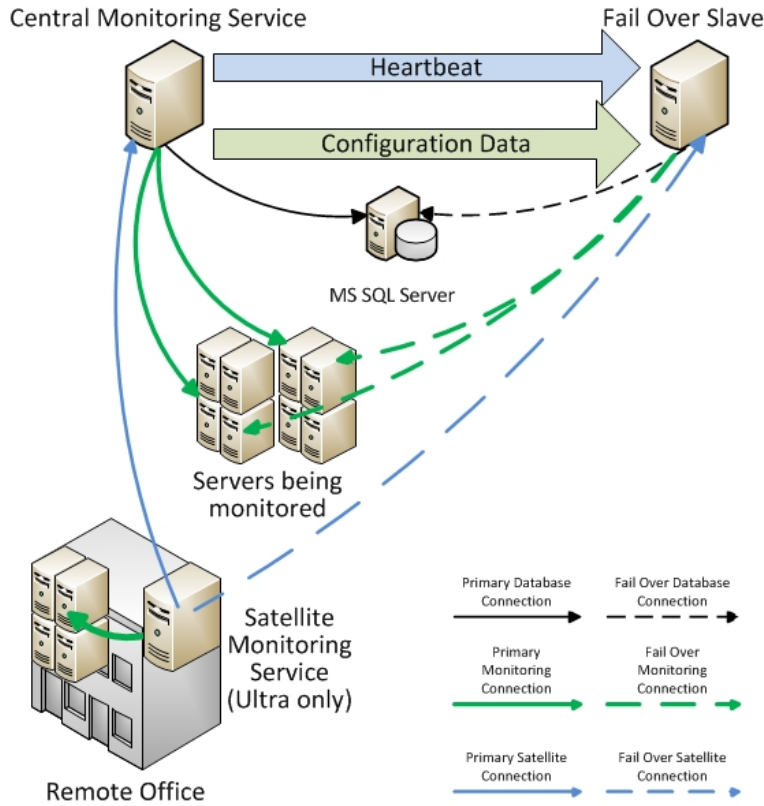 Central Monitoring Service
Fail Over Slave
Heartbeat
Configuration Data
MS SQL Server
Servers being
monitored
Satellite
Monitoring
Service
(Ultra only)
Remote Office
Primary Database
Connection
Fail Over Database
Connection
Primary
Monitoring
Connection
Fail Over
Monitoring
Connection
Primary Satellite
Connection
Fail Over Satellite
Connection